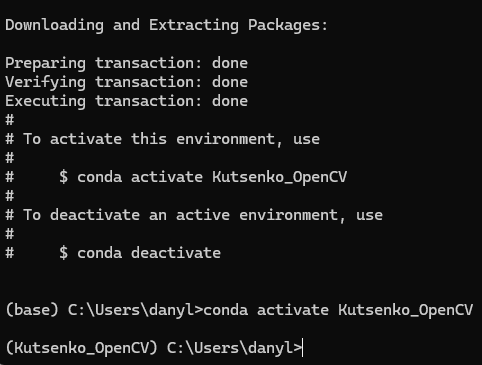 Downloading and Extracting Packages:
Preparing transaction: done
Verifying transaction: done
Executing transaction: done
#
# To activate this environment, use
#
#     $ conda activate Kutsenko_OpenCV
#
# To deactivate an active environment, use
#
#     $ conda deactivate
(base) C:\Users\danyl>conda activate Kutsenko_OpenCV
(Kutsenko_OpenCV) C:\Users\danyl>